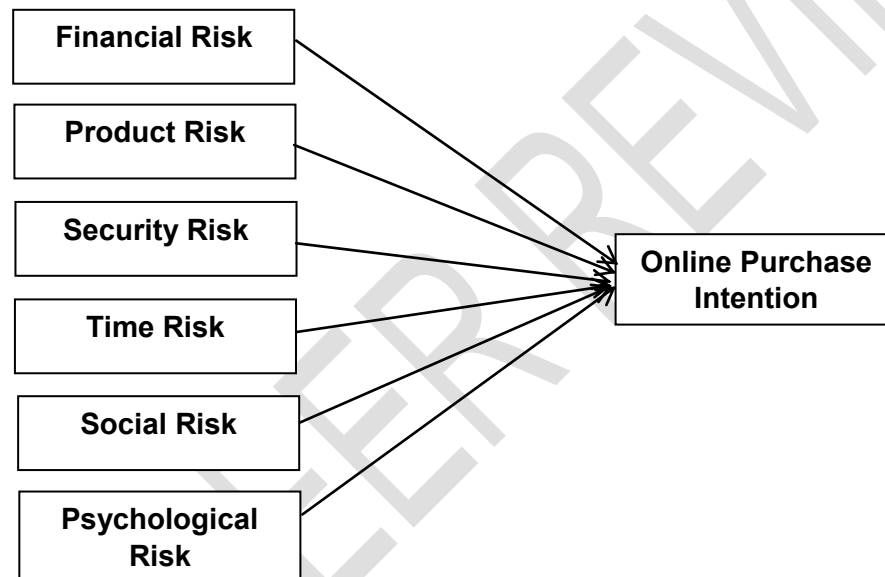 Financial Risk
Product Risk
Security Risk
Time Risk
Social Risk
Psychological
Risk
Online Purchase
Intention